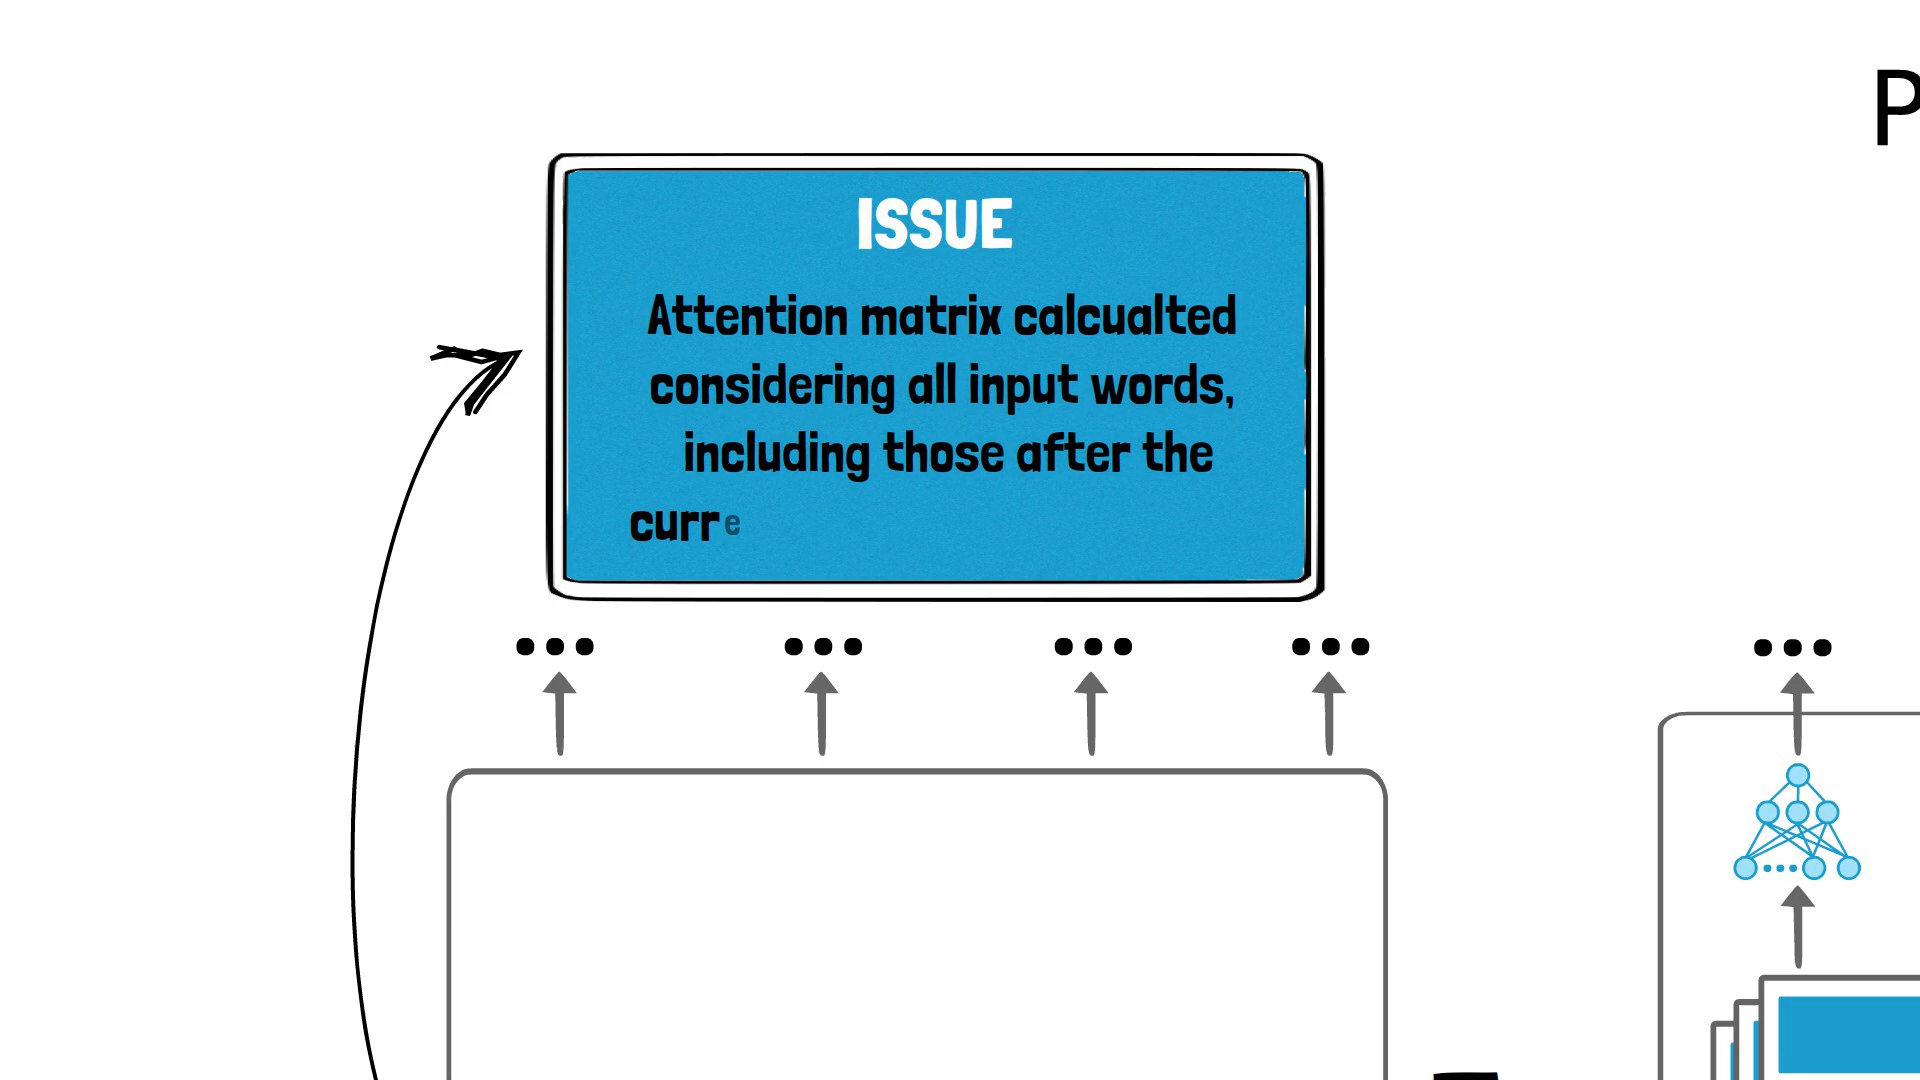 ISSUE
Attention matrix calcualted
considering all input words,
including those after the
curre
P